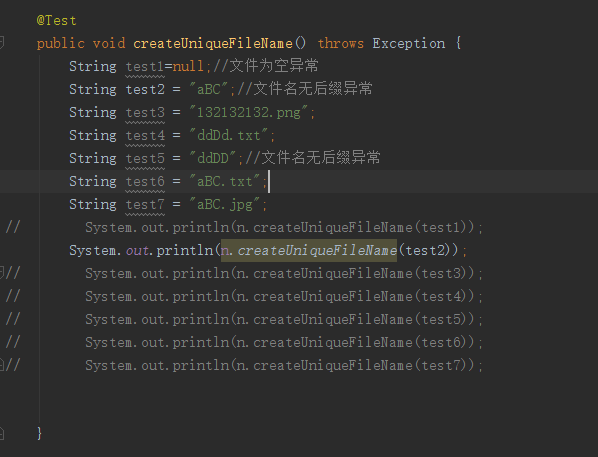 @Test
public void createUniqueFileName() throws Exception {
String test1=null;//文件为空异常
String test2 = "aBC";//文件名无后缀异常
String test3 = "132132132.png";
String test4 = "ddDd.txt";
String test5 = "ddDD";//文件名无后缀异常
String test6 = "aBC.txt";
String test7 = "aBC.jpg";
// System.out.println(n.createUniqueFileName(test1));
System.out.println(n.createUniqueFileName(test2));
// System.out.println(n.createUniqueFileName(test3));
// System.out.println(n.createUniqueFileName(test4));
// System.out.println(n.createUniqueFileName(test5));
// System.out.println(n.createUniqueFileName(test6));
// System.out.println(n.createUniqueFileName(test7));
}